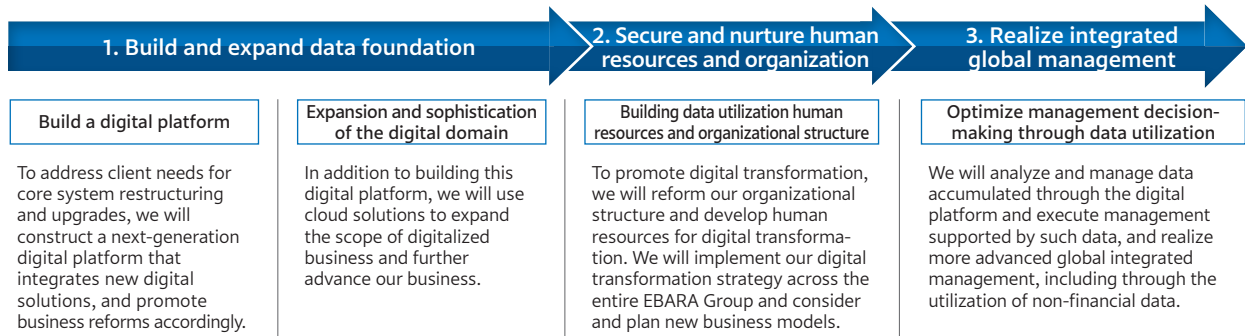 1. Build and expand data foundation
2. Secure and nurture human
resources and organization
3. Realize integrated
global management
Build a digital platform
To address client needs for
core system restructuring
and upgrades, we will
construct a next-generation
digital platform that
integrates new digital
solutions, and promote
business reforms accordingly.
Expansion and sophistication
of the digital domain
In addition to building this
digital platform, we will use
cloud solutions to expand
the scope of digitalized
business and further
advance our business.
Building data utilization human
resources and organizational structure
To promote digital transformation,
we will reform our organizational
structure and develop human
resources for digital transforma-
tion. We will implement our digital
transformation strategy across the
entire EBARA Group and consider
and plan new business models.
Optimize management decision-
making through data utilization
We will analyze and manage data
accumulated through the digital
platform and execute management
supported by such data, and realize
more advanced global integrated
management, including through the
utilization of non-financial data.